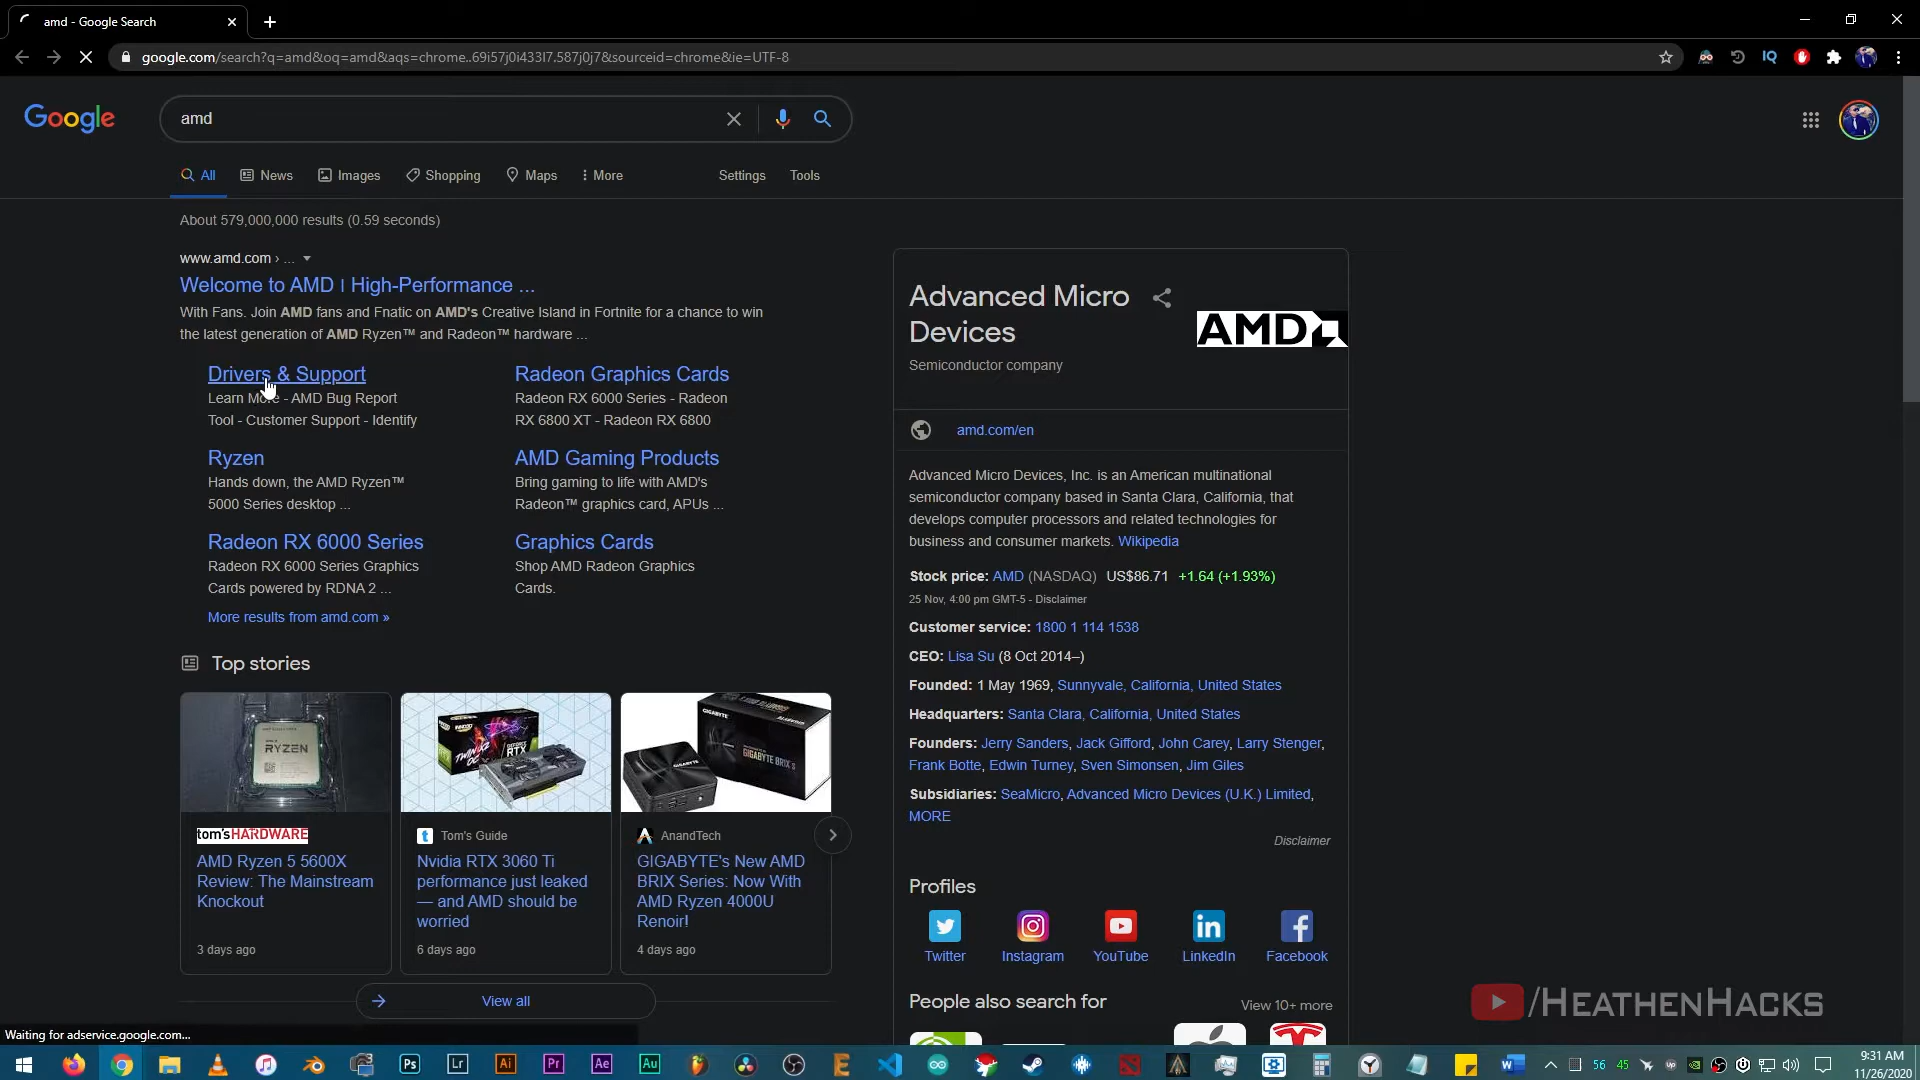 amd - Google Search
google.com/search?q=amd&oq=amd&aqs=chrome..69i57j0i433l7.587j0j7&sourceid=chrome&ie=UTF-8
IQ
Google
amd
All
News
Images
Shopping
Maps
More
Settings
Tools
About 579,000,000 results (0.59 seconds)
www.amd.com › ...
Welcome to AMD | High-Performance ...
With Fans. Join AMD fans and Fnatic on AMD's Creative Island in Fortnite for a chance to win
the latest generation of AMD Ryzen™ and Radeon™ hardware ...
Drivers & Support
Learn More - AMD Bug Report
Tool - Customer Support - Identify
Radeon Graphics Cards
Radeon RX 6000 Series - Radeon
RX 6800 XT - Radeon RX 6800
Ryzen
Hands down, the AMD Ryzen™
5000 Series desktop ...
AMD Gaming Products
Bring gaming to life with AMD's
Radeon™ graphics card, APUs ...
Radeon RX 6000 Series
Radeon RX 6000 Series Graphics
Cards powered by RDNA 2 ...
Graphics Cards
Shop AMD Radeon Graphics
Cards.
More results from amd.com »
Top stories
RYZEN
tom'sHARDWARE
AMD Ryzen 5 5600X
Review: The Mainstream
Knockout
3 days ago
TWIN X2
RTX
Tom's Guide
Nvidia RTX 3060 Ti
performance just leaked
— and AMD should be
worried
6 days ago
GIGABYTE
GIGABYTE BRIX s
AnandTech
GIGABYTE's New AMD
BRIX Series: Now With
AMD Ryzen 4000U
Renoir!
4 days ago
View all
Advanced Micro
Devices
AMD
Semiconductor company
amd.com/en
Advanced Micro Devices, Inc. is an American multinational
semiconductor company based in Santa Clara, California, that
develops computer processors and related technologies for
business and consumer markets. Wikipedia
Stock price: AMD (NASDAQ) US$86.71 +1.64 (+1.93%)
25 Nov, 4:00 pm GMT-5 - Disclaimer
Customer service: 1800 1 114 1538
CEO: Lisa Su (8 Oct 2014–)
Founded: 1 May 1969, Sunnyvale, California, United States
Headquarters: Santa Clara, California, United States
Founders: Jerry Sanders, Jack Gifford, John Carey, Larry Stenger,
Frank Botte, Edwin Turney, Sven Simonsen, Jim Giles
Subsidiaries: SeaMicro, Advanced Micro Devices (U.K.) Limited,
MORE
Disclaimer
Profiles
Twitter
Instagram
YouTube
LinkedIn
Facebook
People also search for
View 10+ more
/HEATHENHACKS
Waiting for adservice.google.com...
Ps
Lr
Ai
Pr
Ae
Au
56
45
9:31 AM
11/26/2020